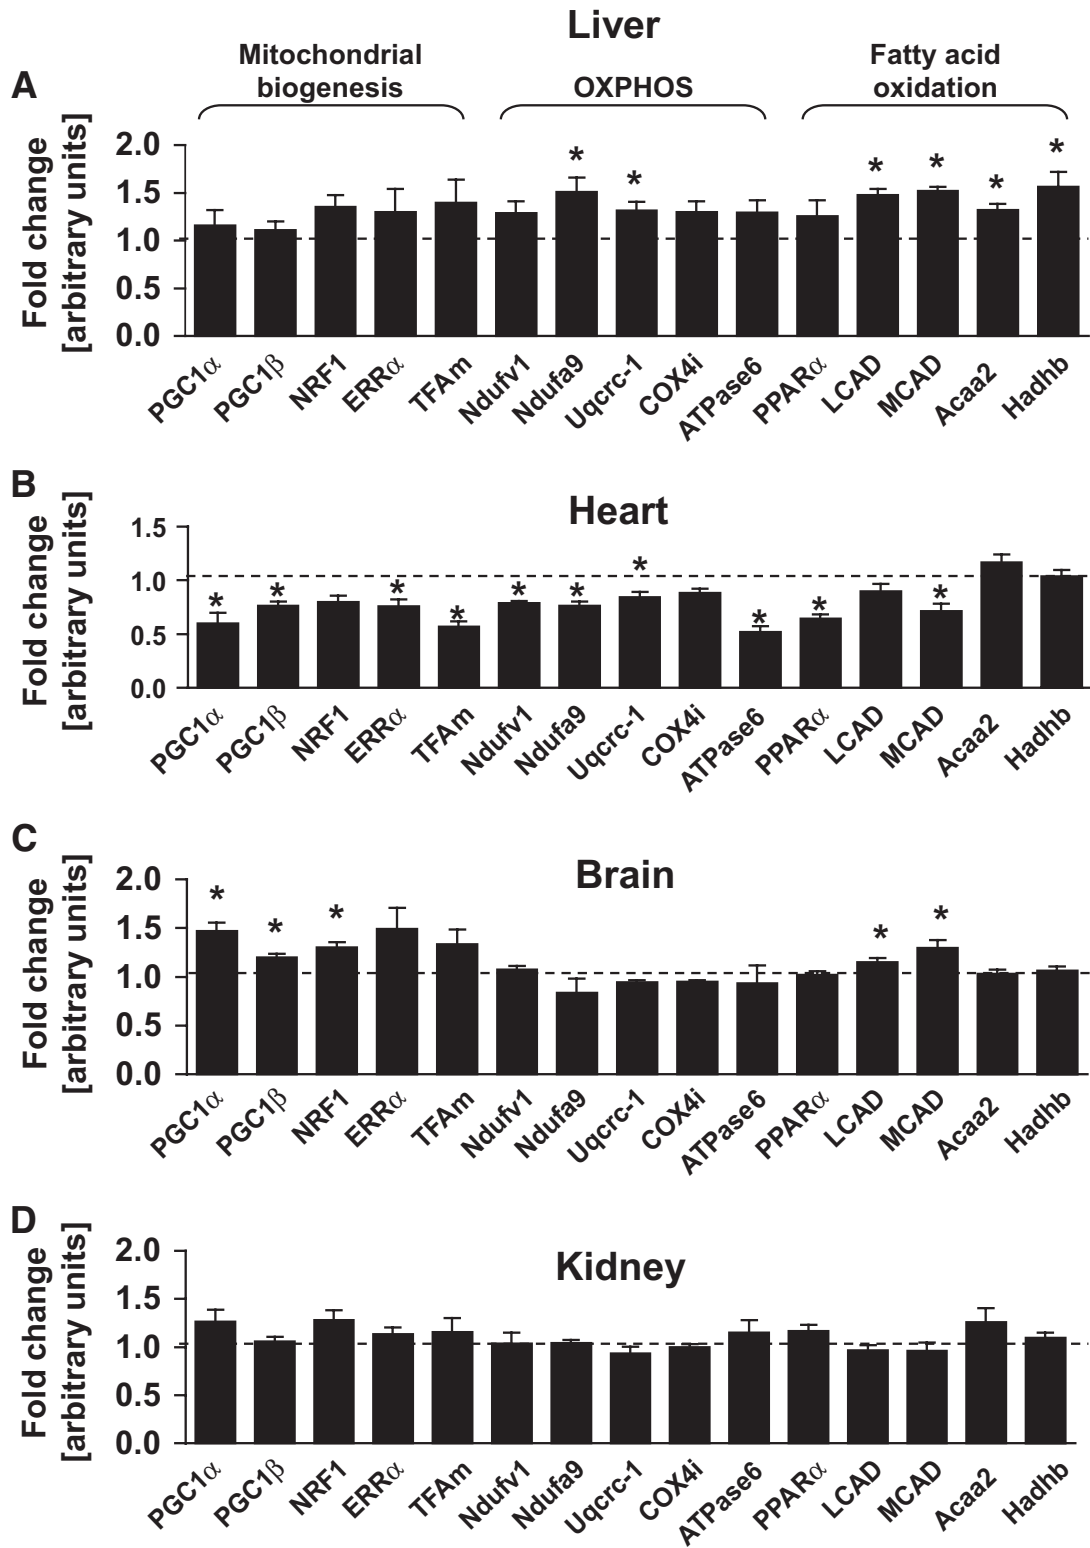 Liver
Mitochondrial
biogenesis
OXPHOS
Fatty acid
oxidation
A
Fold change
[arbitrary units]
2.0
1.5
1.0
0.5
0.0
* * * * * *
PGC1α PGC1β NRF1 ERRα TFAm Ndufv1 Ndufa9 Uqcrc-1 COX4i ATPase6 PPARα LCAD MCAD Acaa2 Hadhb
B
Heart
Fold change
[arbitrary units]
1.5
1.0
0.5
0.0
* * * * * * * * * *
PGC1α PGC1β NRF1 ERRα TFAm Ndufv1 Ndufa9 Uqcrc-1 COX4i ATPase6 PPARα LCAD MCAD Acaa2 Hadhb
C
Brain
Fold change
[arbitrary units]
2.0
1.5
1.0
0.5
0.0
* * * * *
PGC1α PGC1β NRF1 ERRα TFAm Ndufv1 Ndufa9 Uqcrc-1 COX4i ATPase6 PPARα LCAD MCAD Acaa2 Hadhb
D
Kidney
Fold change
[arbitrary units]
2.0
1.5
1.0
0.5
0.0
PGC1α PGC1β NRF1 ERRα TFAm Ndufv1 Ndufa9 Uqcrc-1 COX4i ATPase6 PPARα LCAD MCAD Acaa2 Hadhb